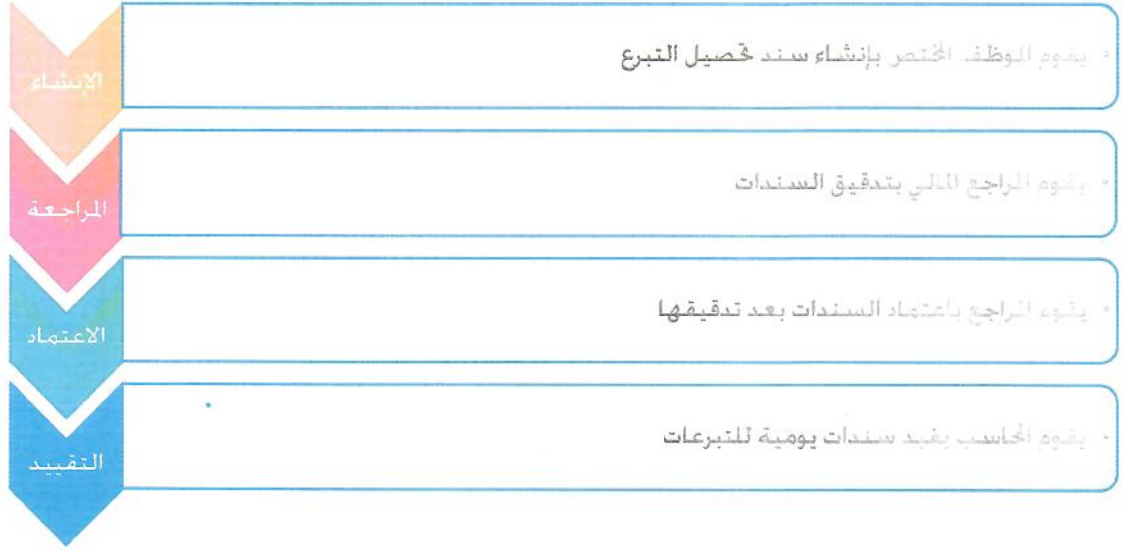 الإنشاء
• يقوم الموظف المختص بإنشاء سند تحصيل التبرع
المراجعة
• يقوم المراجع المالي بتدقيق السندات
الاعتماد
• يقوم المراجع باعتماد السندات بعد تدقيقها
التقييد
• يقوم المحاسب بقيد سندات يومية للتبرعات